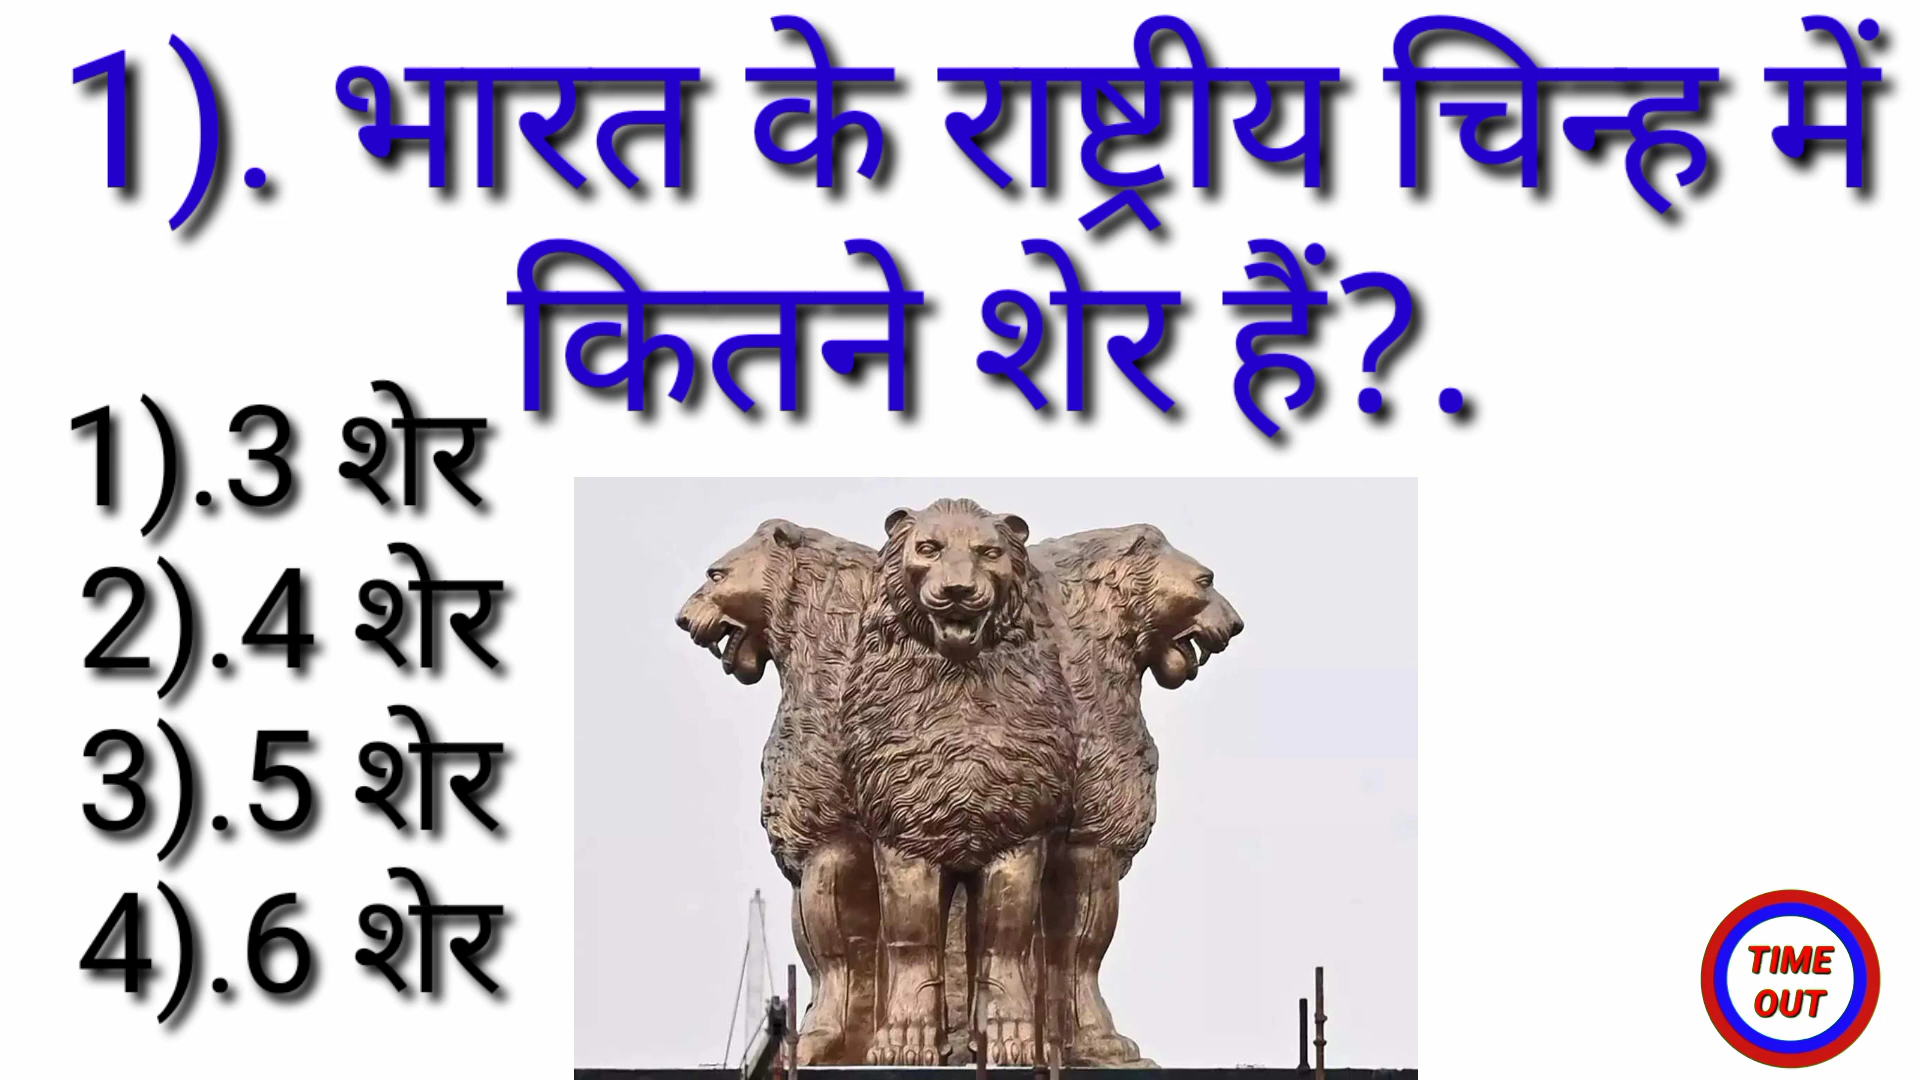 1). भारत के राष्ट्रीय चिन्ह में
कितने शेर हैं?.
1).3 शेर
2).4 शेर
3).5 शेर
4).6 शेर
TIME
OUT